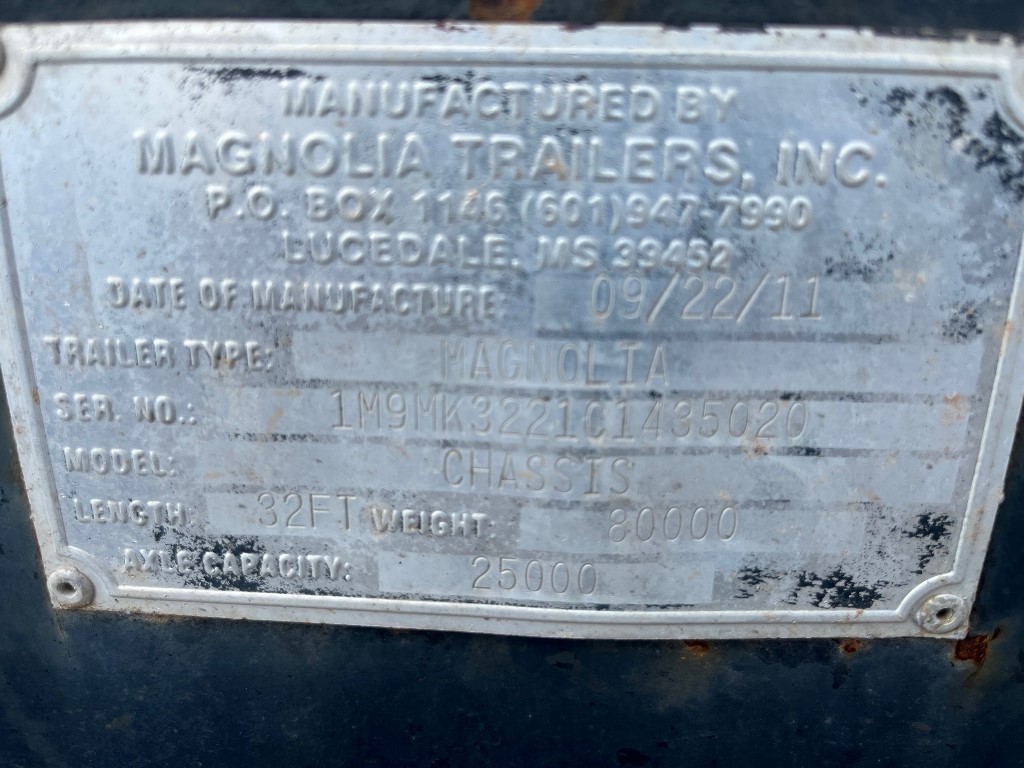 MANUFACTURED BY
MAGNOLIA TRAILERS, INC.
P.O. BOX 1146 (601) 947-7990
LUCEDALE, MS 39452
DATE OF MANUFACTURE 09/22/11
TRAILER TYPE: MAGNOLIA
SER. NO.: 1M9MK3221C1435020
MODEL: CHASSIS
LENGTH: 32FT WEIGHT: 80000
AXLE CAPACITY: 25000